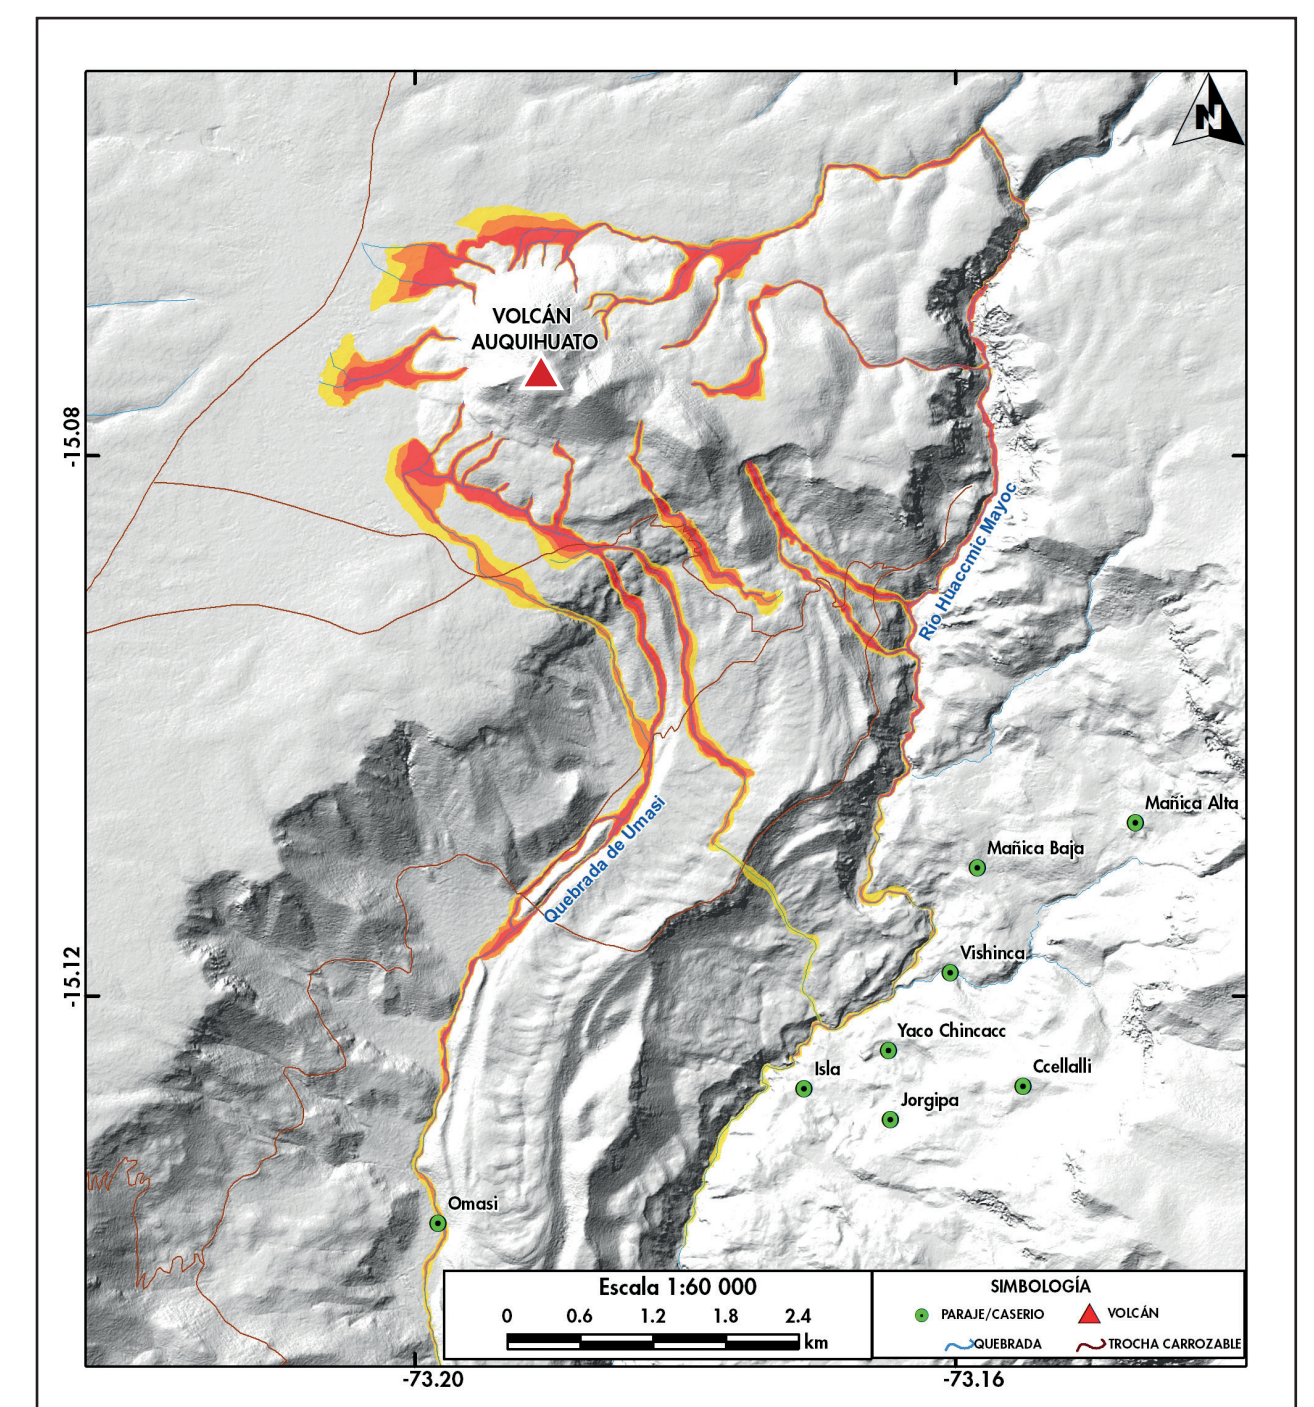 N
VOLCÁN
AUQUIHUATO
-15.08
Río Huaccmic Mayoc
Mañica Alta
Quebrada de Umasi
Mañica Baja
Vishinca
-15.12
Yaco Chincacc
Isla
Ccellalli
Jorgipa
Omasi
Escala 1:60 000
0 0.6 1.2 1.8 2.4
km
SIMBOLOGÍA
PARAJE/CASERIO
VOLCÁN
QUEBRADA
TROCHA CARROZABLE
-73.20
-73.16